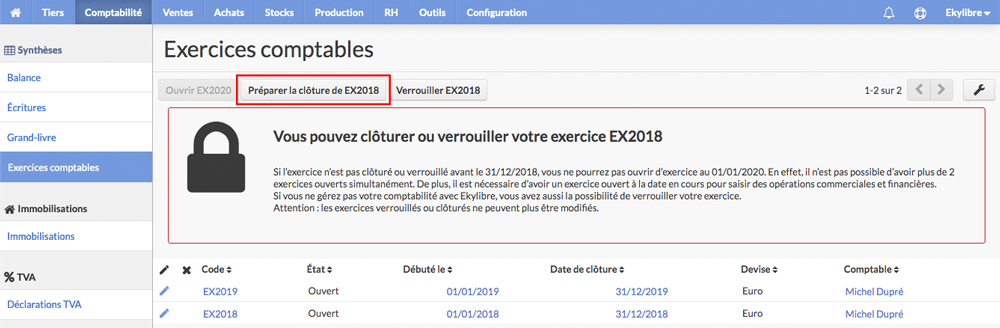 Tiers Comptabilité Ventes Achats Stocks Production RH Outils Configuration Ekylibre
Synthèses
Balance
Écritures
Grand-livre
Exercices comptables
Immobilisations
Immobilisations
TVA
Déclarations TVA
Exercices comptables
Ouvrir EX2020 Préparer la clôture de EX2018 Verrouiller EX2018 1-2 sur 2
Vous pouvez clôturer ou verrouiller votre exercice EX2018
Si l'exercice n'est pas clôturé ou verrouillé avant le 31/12/2018, vous ne pourrez pas ouvrir d'exercice au 01/01/2020. En effet, il n'est pas possible d'avoir plus de 2
exercices ouverts simultanément. De plus, il est nécessaire d'avoir un exercice ouvert à la date en cours pour saisir des opérations commerciales et financières.
Si vous ne gérez pas votre comptabilité avec Ekylibre, vous avez aussi la possibilité de verrouiller votre exercice.
Attention : les exercices verrouillés ou clôturés ne peuvent plus être modifiés.
Code État Débuté le Date de clôture Devise Comptable
EX2019 Ouvert 01/01/2019 31/12/2019 Euro Michel Dupré
EX2018 Ouvert 01/01/2018 31/12/2018 Euro Michel Dupré